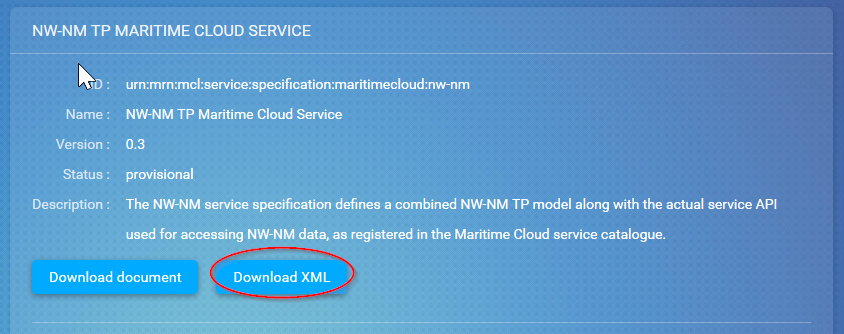 NW-NM TP MARITIME CLOUD SERVICE
D : urn:mrn:mcl:service:specification:maritimecloud:nw-nm
Name : NW-NM TP Maritime Cloud Service
Version : 0.3
Status : provisional
Description : The NW-NM service specification defines a combined NW-NM TP model along with the actual service API
used for accessing NW-NM data, as registered in the Maritime Cloud service catalogue.
Download document Download XML